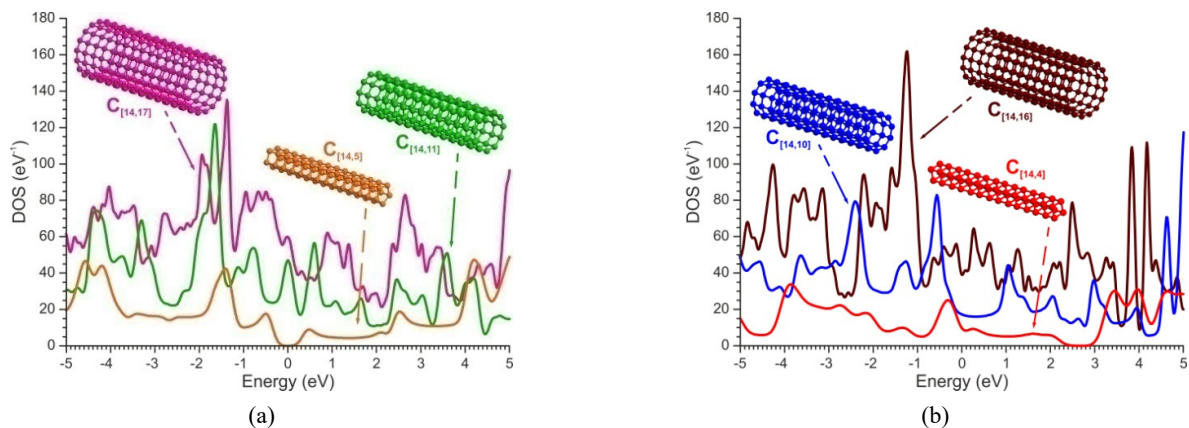 180
160
140
120
100
80
60
40
20
0
DOS (eV⁻¹)
C[14,17]
C[14,11]
C[14,5]
-5 -4 -3 -2 -1 0 1 2 3 4 5
Energy (eV)
(a)
180
160
140
120
100
80
60
40
20
0
DOS (eV⁻¹)
C[14,16]
C[14,10]
C[14,4]
-5 -4 -3 -2 -1 0 1 2 3 4 5
Energy (eV)
(b)